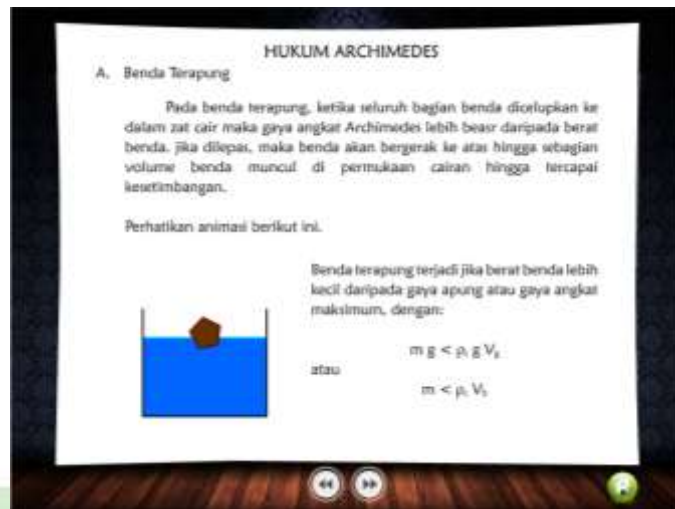 HUKUM ARCHIMEDES
A. Benda Terapung
Pada benda terapung, ketika seluruh bagian benda dicelupkan ke
dalam zat cair maka gaya angkat Archimedes lebih beasr daripada berat
benda. jika dilepas, maka benda akan bergerak ke atas hingga sebagian
volume benda muncul di permukaan cairan hingga tercapai
kesetimbangan.
Perhatikan animasi berikut ini.
Benda terapung terjadi jika berat benda lebih
kecil daripada gaya apung atau gaya angkat
maksimum, dengan:
m g < ρ g V
atau
m < ρ V